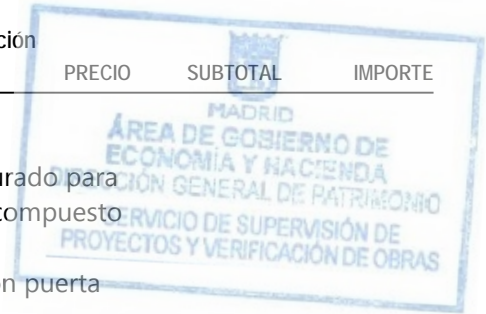 ción
PRECIO SUBTOTAL IMPORTE
MADRID
ÁREA DE GOBIERNO DE
ECONOMÍA Y HACIENDA
urado para
DIRECCIÓN GENERAL DE PATRIMONIO
compuesto
SERVICIO DE SUPERVISIÓN DE
PROYECTOS Y VERIFICACIÓN DE OBRAS
on puerta